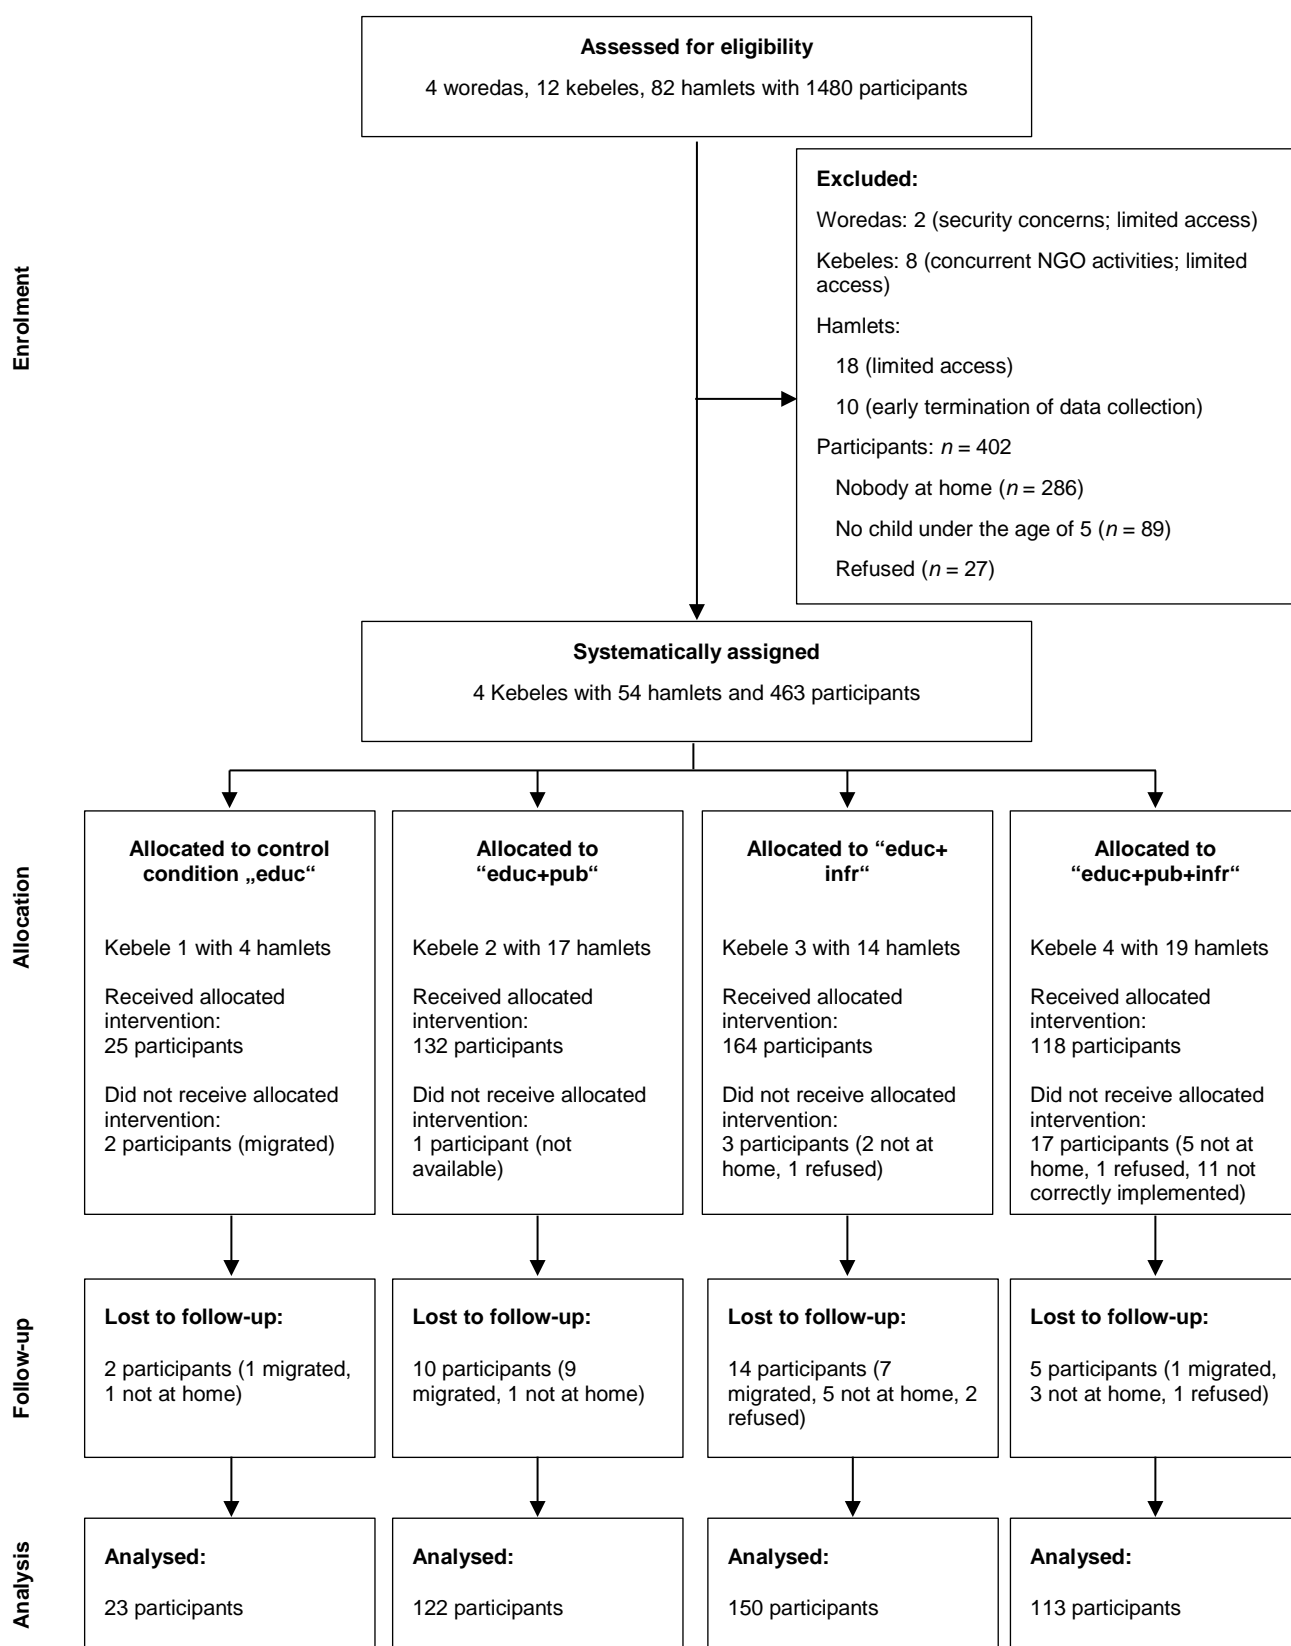 Assessed for eligibility
4 woredas, 12 kebeles, 82 hamlets with 1480 participants
Enrolment
Excluded:
Woredas: 2 (security concerns; limited access)
Kebeles: 8 (concurrent NGO activities; limited
access)
Hamlets:
18 (limited access)
10 (early termination of data collection)
Participants: n = 402
Nobody at home (n = 286)
No child under the age of 5 (n = 89)
Refused (n = 27)
Systematically assigned
4 Kebeles with 54 hamlets and 463 participants
Allocation
Allocated to control
condition „educ“
Kebele 1 with 4 hamlets
Received allocated
intervention:
25 participants
Did not receive allocated
intervention:
2 participants (migrated)
Allocated to
“educ+pub“
Kebele 2 with 17 hamlets
Received allocated
intervention:
132 participants
Did not receive allocated
intervention:
1 participant (not
available)
Allocated to “educ+
infr“
Kebele 3 with 14 hamlets
Received allocated
intervention:
164 participants
Did not receive allocated
intervention:
3 participants (2 not at
home, 1 refused)
Allocated to
“educ+pub+infr“
Kebele 4 with 19 hamlets
Received allocated
intervention:
118 participants
Did not receive allocated
intervention:
17 participants (5 not at
home, 1 refused, 11 not
correctly implemented)
Follow-up
Lost to follow-up:
2 participants (1 migrated,
1 not at home)
Lost to follow-up:
10 participants (9
migrated, 1 not at home)
Lost to follow-up:
14 participants (7
migrated, 5 not at home, 2
refused)
Lost to follow-up:
5 participants (1 migrated,
3 not at home, 1 refused)
Analysis
Analysed:
23 participants
Analysed:
122 participants
Analysed:
150 participants
Analysed:
113 participants